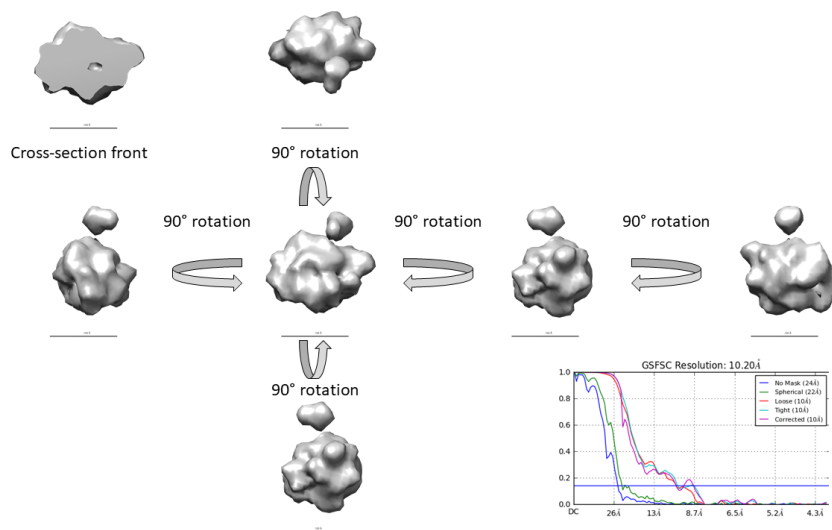 Cross-section front
90° rotation
90° rotation
90° rotation
90° rotation
90° rotation
GSFSC Resolution: 10.20Å
1.0
0.8
0.6
0.4
0.2
0.0
No Mask (24Å)
Spherical (22Å)
Loose (10Å)
Tight (10Å)
Corrected (10Å)
DC
26Å
13Å
8.7Å
6.5Å
5.2Å
4.3Å